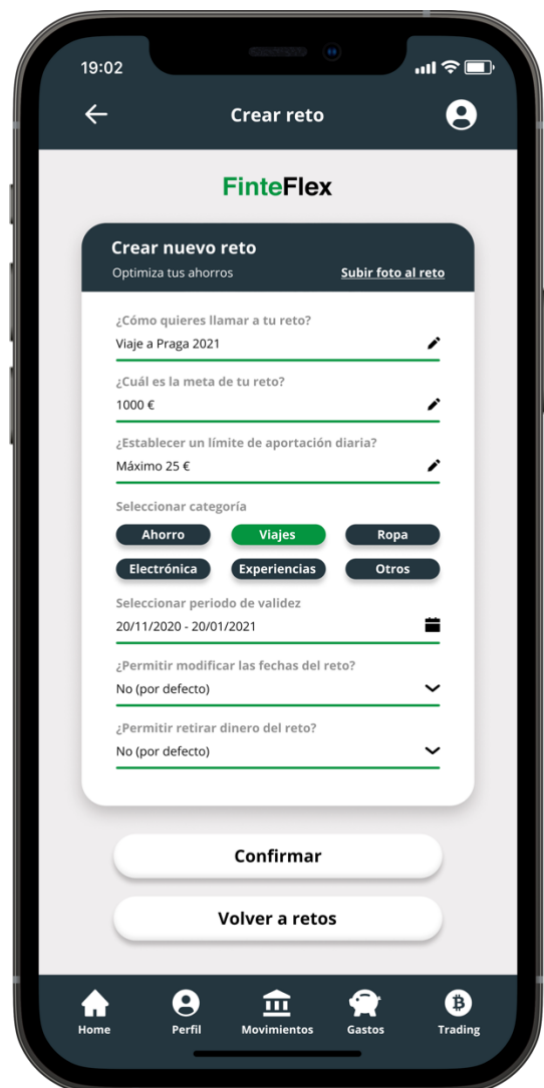 19:02
Crear reto
FinteFlex
Crear nuevo reto
Optimiza tus ahorros
Subir foto al reto
¿Cómo quieres llamar a tu reto?
Viaje a Praga 2021
¿Cuál es la meta de tu reto?
1000 €
¿Establecer un límite de aportación diaria?
Máximo 25 €
Seleccionar categoría
Ahorro Viajes Ropa
Electrónica Experiencias Otros
Seleccionar periodo de validez
20/11/2020 - 20/01/2021
¿Permitir modificar las fechas del reto?
No (por defecto)
¿Permitir retirar dinero del reto?
No (por defecto)
Confirmar
Volver a retos
Home Perfil Movimientos Gastos Trading